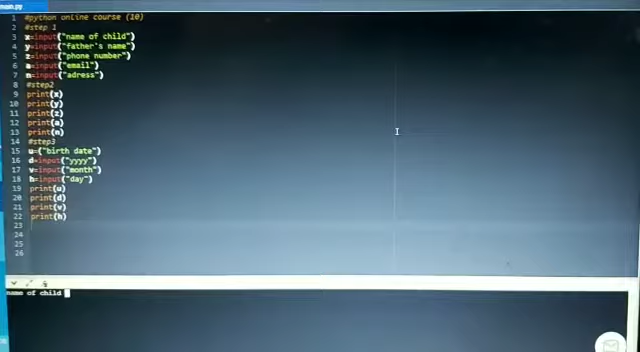 main.py
1 #python online course (10)
2 #step 1
3 x=input("name of child")
4 y=input("father's name")
5 z=input("phone number")
6 a=input("email")
7 n=input("adress")
8 #step2
9 print(x)
10 print(y)
11 print(z)
12 print(a)
13 print(n)
14 #step3
15 u=("birth date")
16 d=input("yyyy")
17 v=input("month")
18 h=input("day")
19 print(u)
20 print(d)
21 print(v)
22 print(h)
23
24
25
26
name of child